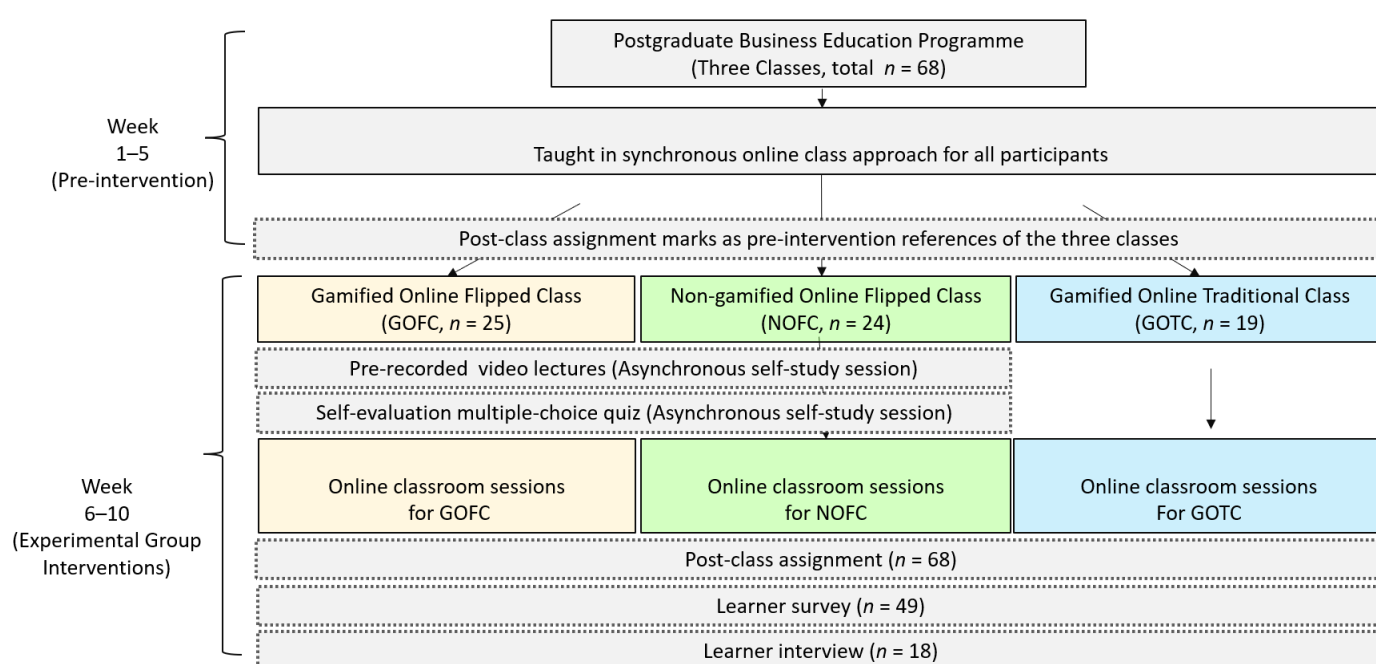 Postgraduate Business Education Programme
(Three Classes, total n = 68)
Week
1–5
(Pre-intervention)
Taught in synchronous online class approach for all participants
Post-class assignment marks as pre-intervention references of the three classes
Gamified Online Flipped Class
(GOFC, n = 25)
Non-gamified Online Flipped Class
(NOFC, n = 24)
Gamified Online Traditional Class
(GOTC, n = 19)
Pre-recorded video lectures (Asynchronous self-study session)
Self-evaluation multiple-choice quiz (Asynchronous self-study session)
Week
6–10
(Experimental Group
Interventions)
Online classroom sessions
for GOFC
Online classroom sessions
for NOFC
Online classroom sessions
For GOTC
Post-class assignment (n = 68)
Learner survey (n = 49)
Learner interview (n = 18)